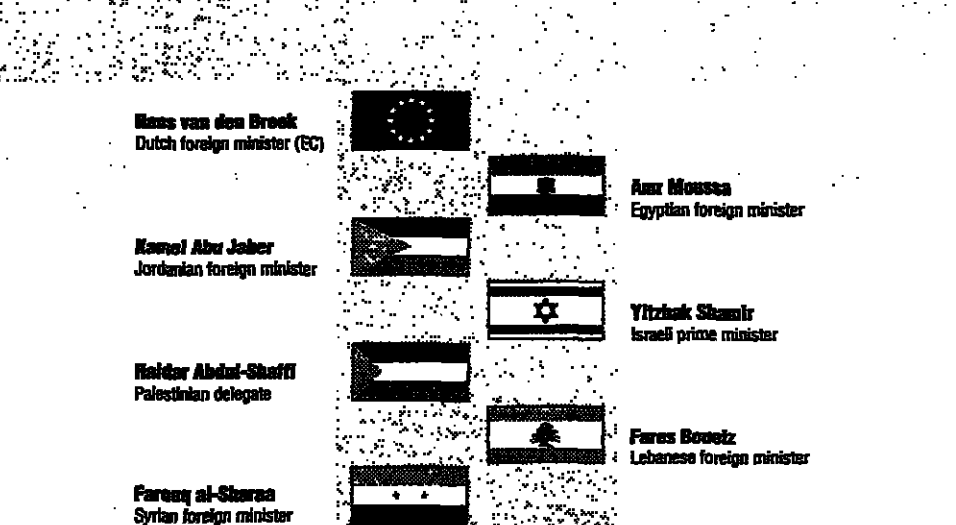 Hans van den Broek
Dutch foreign minister (EC)
Amr Moussa
Egyptian foreign minister
Kamel Abu Jaber
Jordanian foreign minister
Yitzhak Shamir
Israeli prime minister
Haidar Abdul-Shaffi
Palestinian delegate
Fares Boueiz
Lebanese foreign minister
Farouq al-Sharaa
Syrian foreign minister